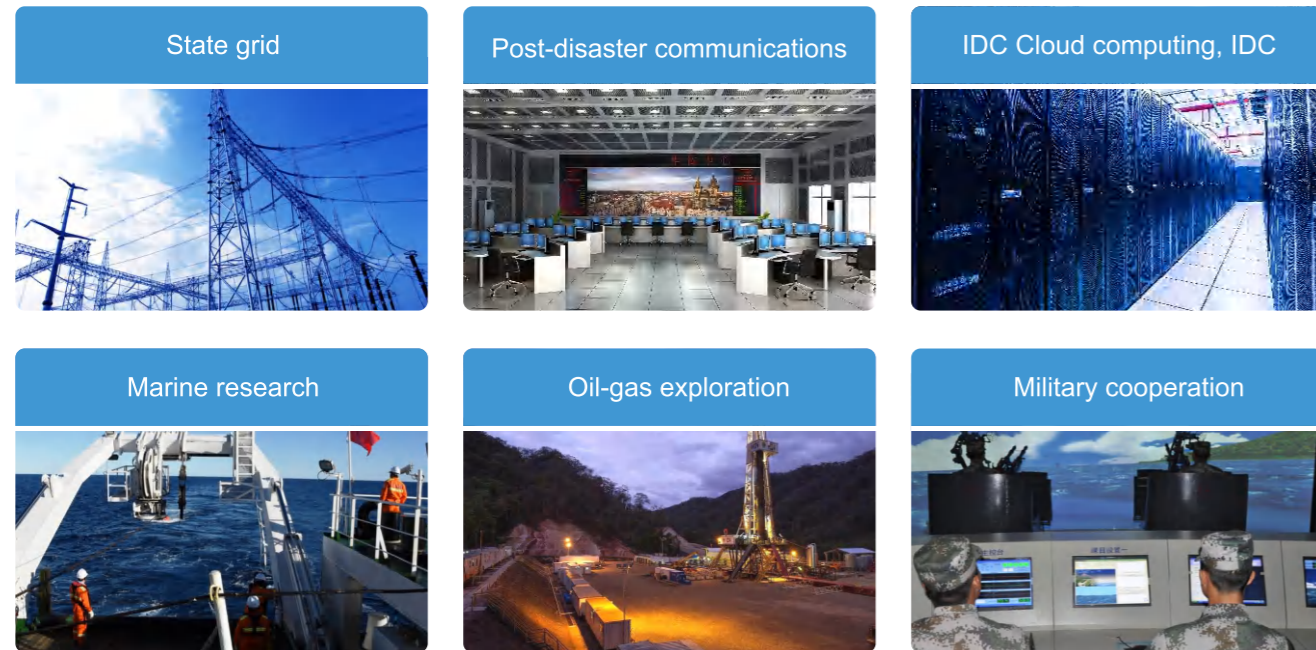 State grid
Post-disaster communications
IDC Cloud computing, IDC
Marine research
Oil-gas exploration
Military cooperation